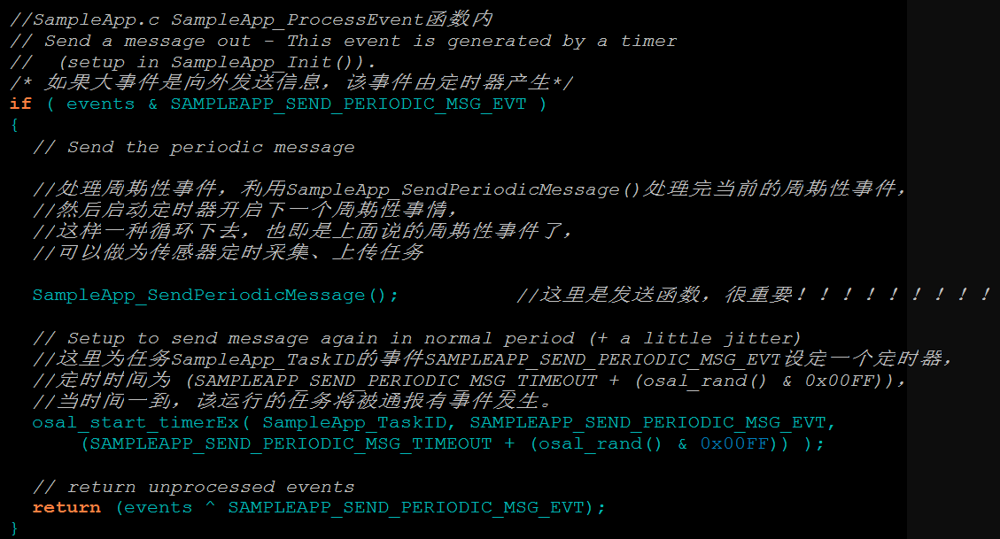 //SampleApp.c SampleApp_ProcessEvent函数内
// Send a message out - This event is generated by a timer
//  (setup in SampleApp_Init()).
/* 如果大事件是向外发送信息，该事件由定时器产生*/
if ( events & SAMPLEAPP_SEND_PERIODIC_MSG_EVT )
{
  // Send the periodic message
  //处理周期性事件，利用SampleApp_SendPeriodicMessage()处理完当前的周期性事件，
  //然后启动定时器开启下一个周期性事情，
  //这样一种循环下去，也即是上面说的周期性事件了，
  //可以做为传感器定时采集、上传任务
  SampleApp_SendPeriodicMessage();          //这里是发送函数，很重要！！！！！！！！！
  // Setup to send message again in normal period (+ a little jitter)
  //这里为任务SampleApp_TaskID的事件SAMPLEAPP_SEND_PERIODIC_MSG_EVT设定一个定时器，
  //定时时间为 (SAMPLEAPP_SEND_PERIODIC_MSG_TIMEOUT + (osal_rand() & 0x00FF))，
  //当时间一到，该运行的任务将被通报有事件发生。
  osal_start_timerEx( SampleApp_TaskID, SAMPLEAPP_SEND_PERIODIC_MSG_EVT,
      (SAMPLEAPP_SEND_PERIODIC_MSG_TIMEOUT + (osal_rand() & 0x00FF)) );
  // return unprocessed events
  return (events ^ SAMPLEAPP_SEND_PERIODIC_MSG_EVT);
}